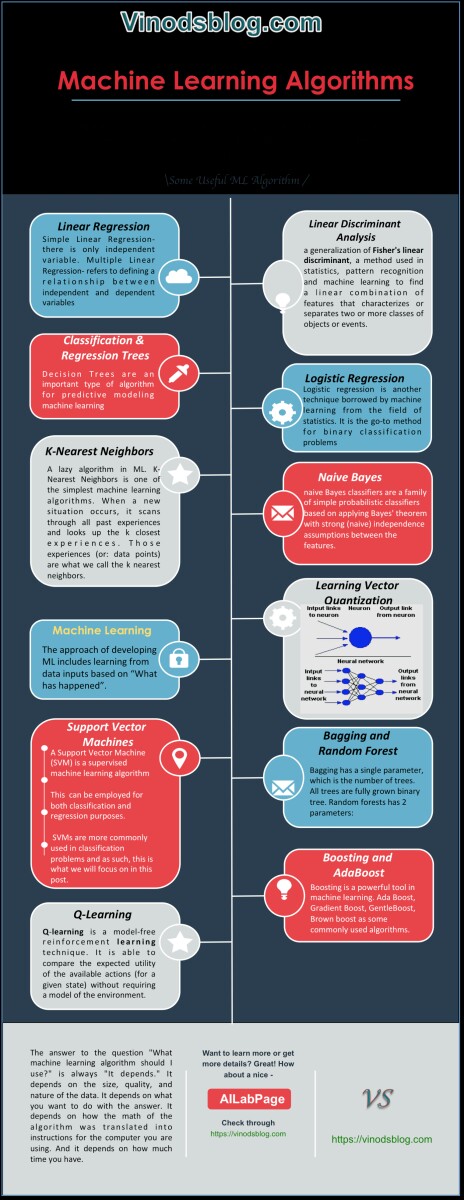 Vinodsblog.com
Machine Learning Algorithms
\Some Useful ML Algorithm /
Linear Regression
Simple Linear Regression-
there is only independent
variable. Multiple Linear
Regression- refers to defining a
relationship between
independent and dependent
variables
Linear Discriminant
Analysis
a generalization of Fisher's linear
discriminant, a method used in
statistics, pattern recognition
and machine learning to find
a linear combination of
features that characterizes or
separates two or more classes of
objects or events.
Classification &
Regression Trees
Decision Trees are an
important type of algorithm
for predictive modeling
machine learning
Logistic Regression
Logistic regression is another
technique borrowed by machine
learning from the field of
statistics. It is the go-to method
for binary classification
problems
K-Nearest Neighbors
A lazy algorithm in ML. K-
Nearest Neighbors is one of
the simplest machine learning
algorithms. When a new
situation occurs, it scans
through all past experiences
and looks up the k closest
experiences. Those
experiences (or: data points)
are what we call the k nearest
neighbors.
Naive Bayes
naive Bayes classifiers are a family
of simple probabilistic classifiers
based on applying Bayes' theorem
with strong (naive) independence
assumptions between the
features.
Learning Vector
Quantization
Intput links
to neuron
Neuron
Output link
from neuron
Neural network
Intput
links
to
neural
network
Output
links
from
neural
network
Machine Learning
The approach of developing
ML includes learning from
data inputs based on "What
has happened".
Support Vector
Machines
A Support Vector Machine
(SVM) is a supervised
machine learning algorithm
This can be employed for
both classification and
regression purposes.
SVMs are more commonly
used in classification
problems and as such, this is
what we will focus on in this
post.
Bagging and
Random Forest
Bagging has a single parameter,
which is the number of trees.
All trees are fully grown binary
tree. Random forests has 2
parameters:
Boosting and
AdaBoost
Boosting is a powerful tool in
machine learning. Ada Boost,
Gradient Boost, GentleBoost,
Brown boost as some
commonly used algorithms.
Q-Learning
Q-learning is a model-free
reinforcement learning
technique. It is able to
compare the expected utility
of the available actions (for a
given state) without requiring
a model of the environment.
The answer to the question "What
machine learning algorithm should I
use?" is always "It depends." It
depends on the size, quality, and
nature of the data. It depends on what
you want to do with the answer. It
depends on how the math of the
algorithm was translated into
instructions for the computer you are
using. And it depends on how much
time you have.
Want to learn more or get
more details? Great! How
about a nice -
AILabPage
Check through
https://vinodsblog.com
VS
https://vinodsblog.com